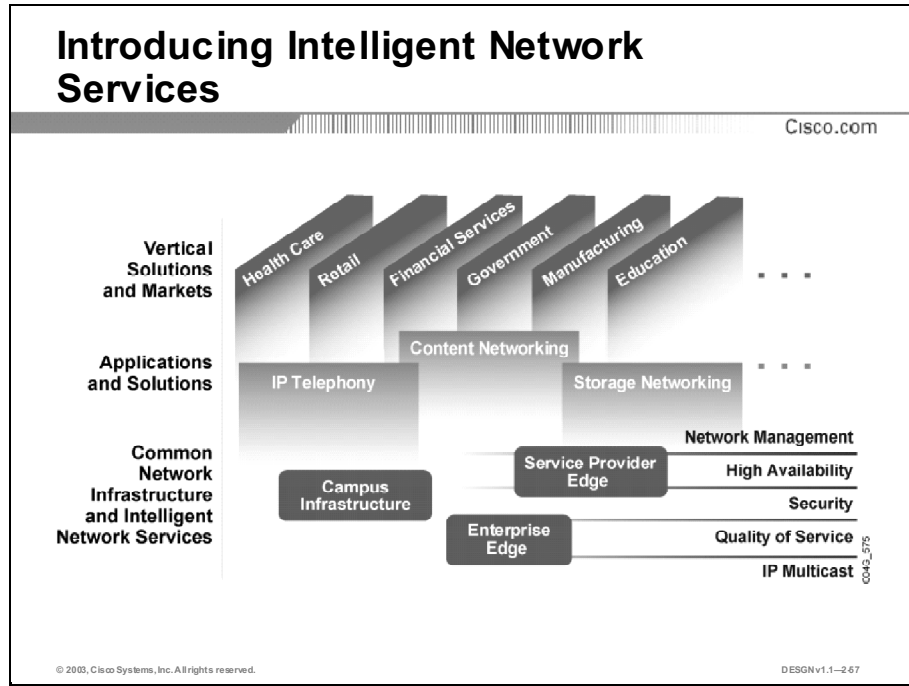 Introducing Intelligent Network
Services
Cisco.com
Vertical
Solutions
and Markets
Health Care
Retail
Financial Services
Government
Manufacturing
Education
. . .
Applications
and Solutions
IP Telephony
Content Networking
Storage Networking
. . .
Common
Network
Infrastructure
and Intelligent
Network Services
Campus
Infrastructure
Service Provider
Edge
Enterprise
Edge
Network Management
High Availability
Security
Quality of Service
IP Multicast
© 2003, Cisco Systems, Inc. All rights reserved.
DESGN v1.1—2-57